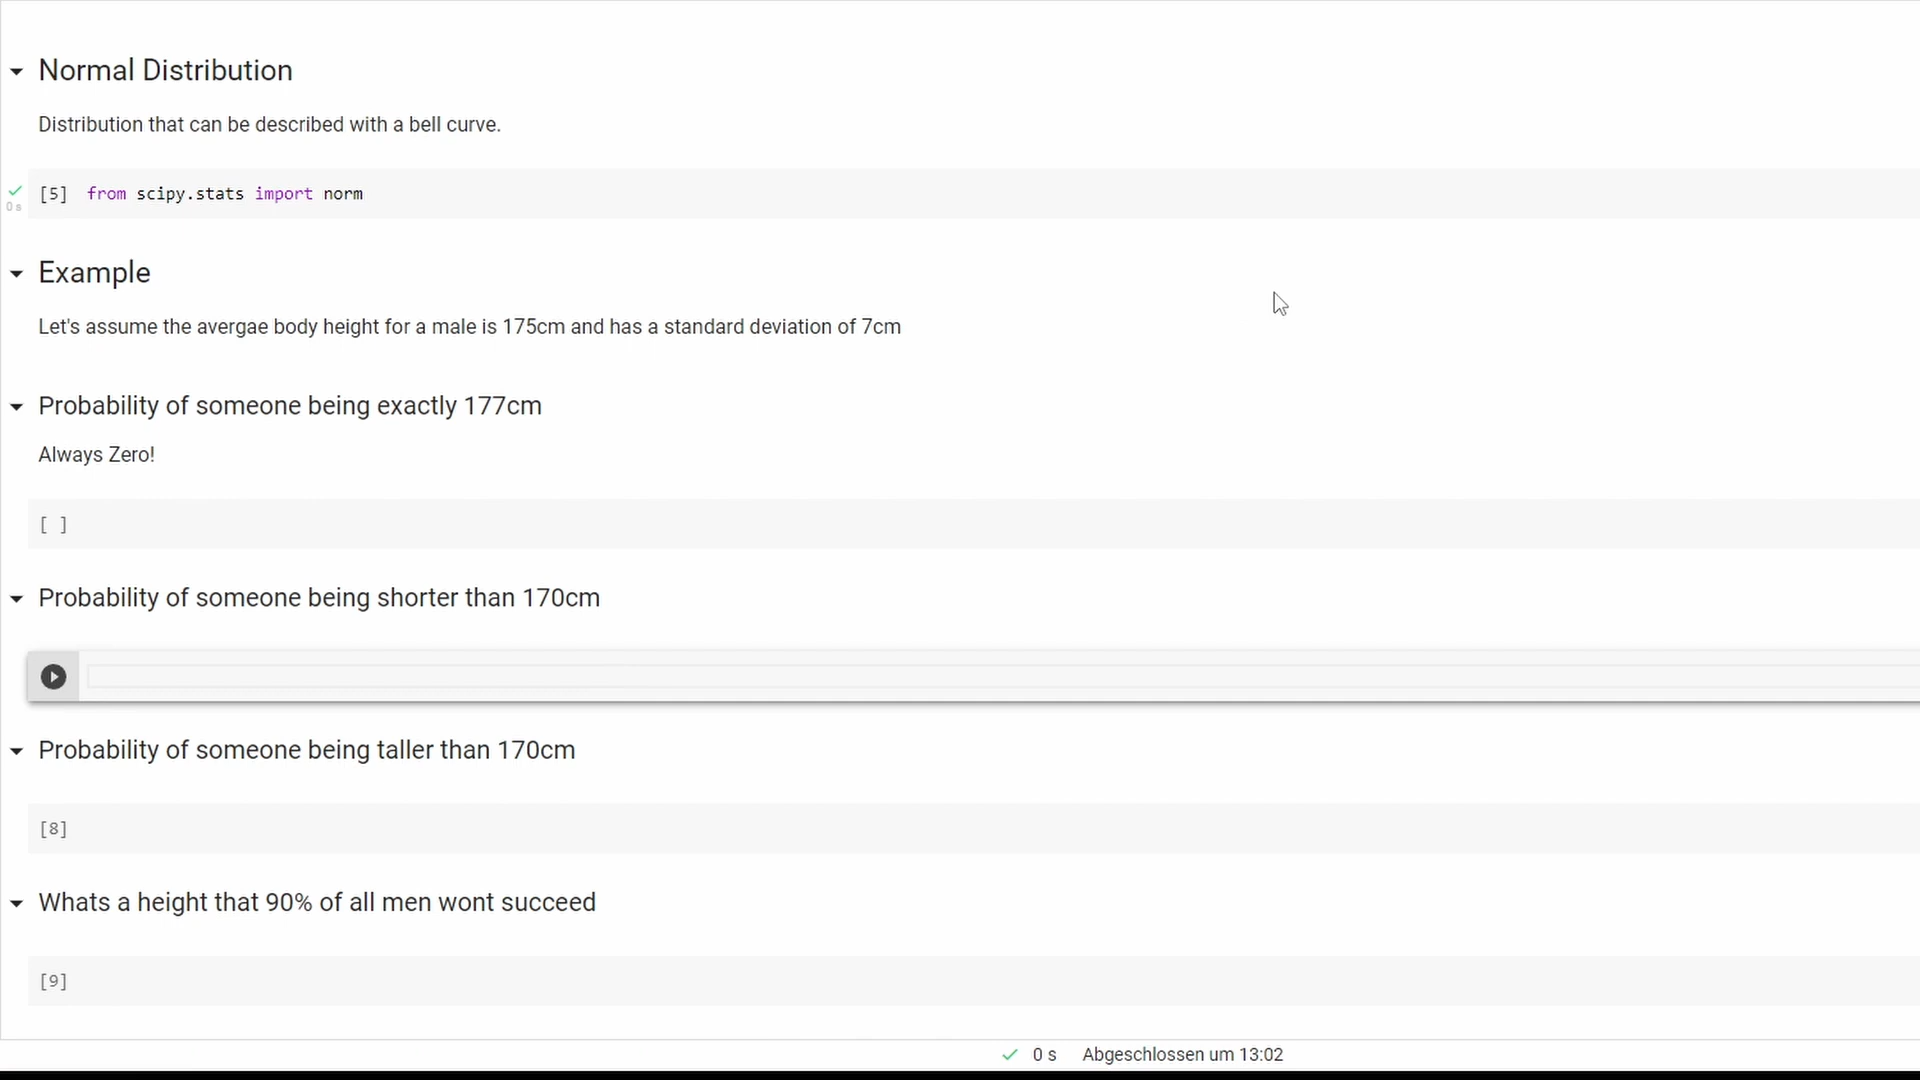 Normal Distribution
Distribution that can be described with a bell curve.
[5] from scipy.stats import norm
0 s
Example
Let's assume the avergae body height for a male is 175cm and has a standard deviation of 7cm
Probability of someone being exactly 177cm
Always Zero!
[ ]
Probability of someone being shorter than 170cm
Probability of someone being taller than 170cm
[8]
Whats a height that 90% of all men wont succeed
[9]
0 s Abgeschlossen um 13:02